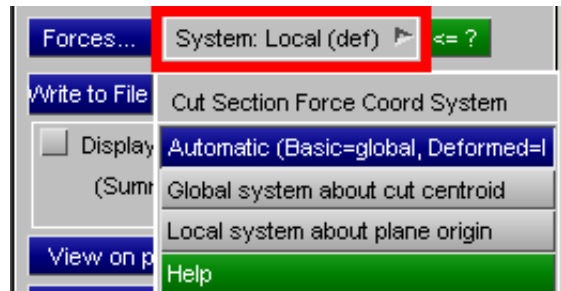 Forces... System: Local (def) <= ?
Write to File Cut Section Force Coord System
Display Automatic (Basic=global, Deformed=l
(Sumr Global system about cut centroid
Local system about plane origin
View on p
Help